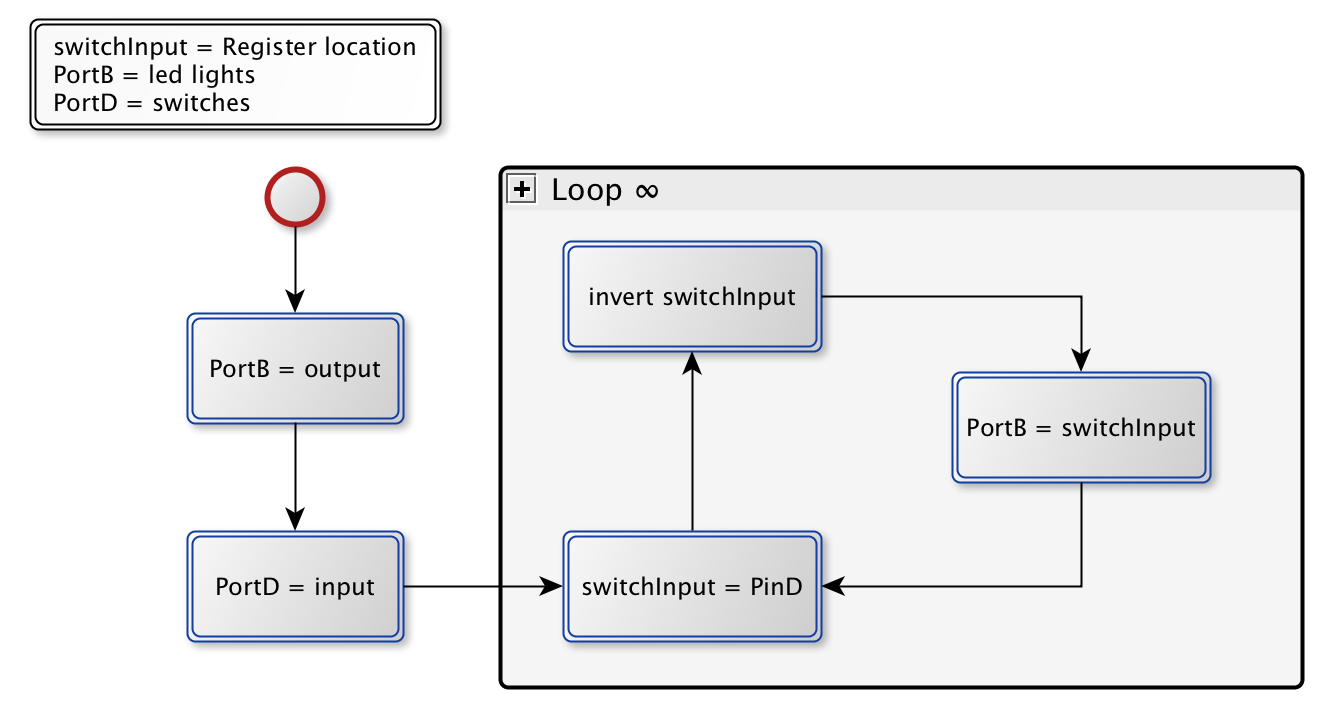 switchInput = Register location
PortB = led lights
PortD = switches
Loop ∞
invert switchInput
PortB = output
PortB = switchInput
PortD = input
switchInput = PinD